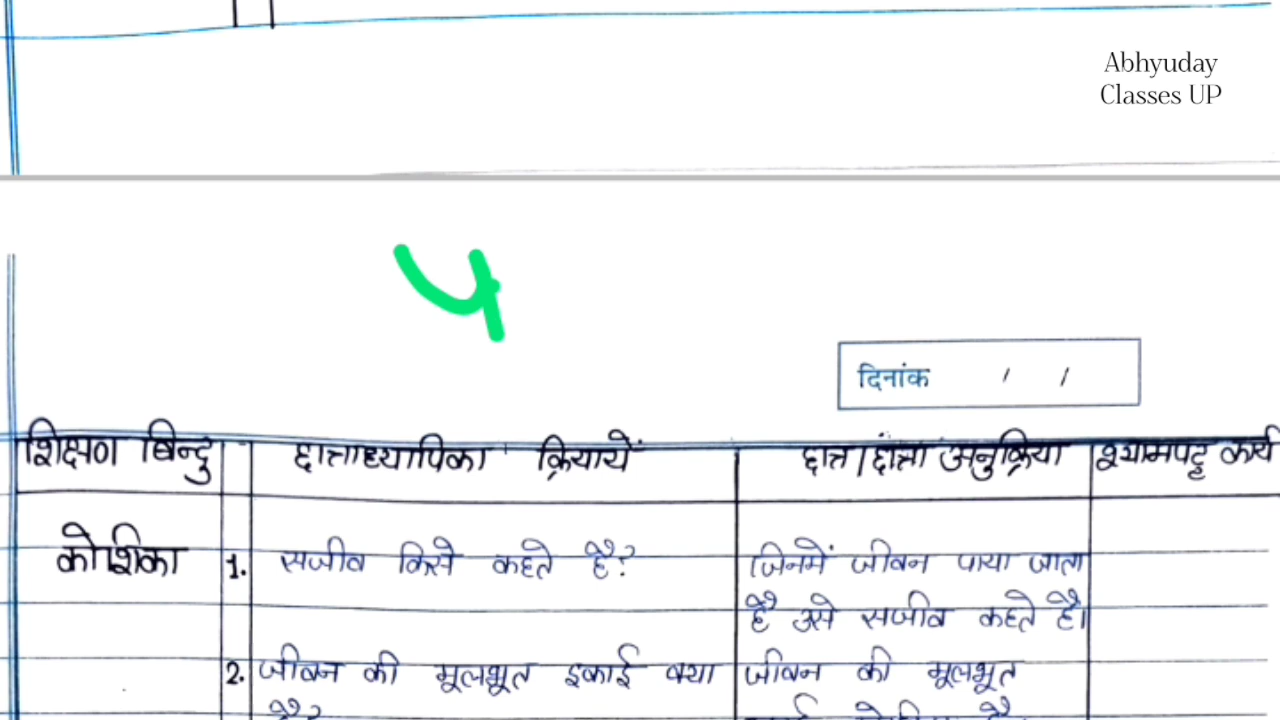 Abhyuday
Classes UP
५
दिनांक / /
शिक्षण बिन्दु छात्राध्यापिका क्रियायें छात्र/छात्रा अनुक्रिया श्यामपट्ट कार्य
कोशिका 1. सजीव किसे कहते है? जिनमें जीवन पाया जाता
है उसे सजीव कहते है।
2. जीवन की मूलभूत इकाई क्या जीवन की मूलभूत
है?